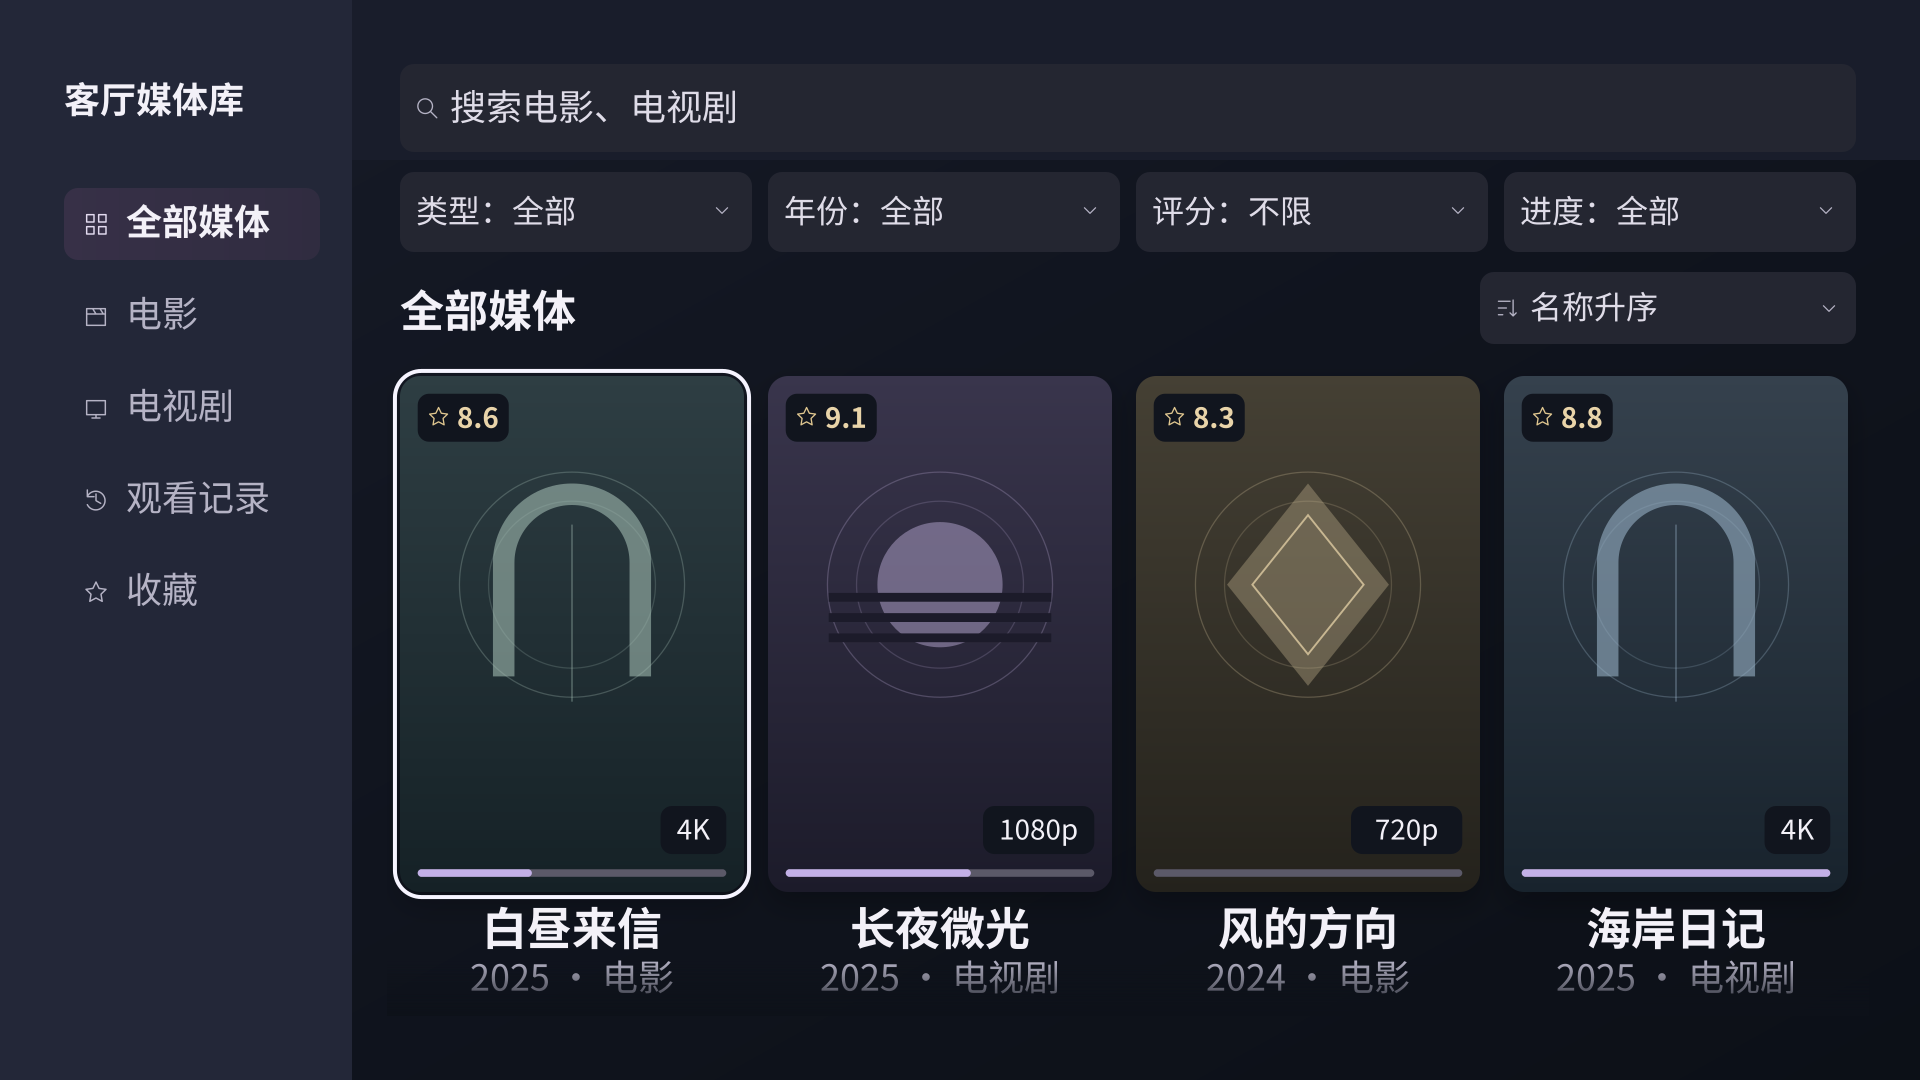 客厅媒体库
全部媒体
电影
电视剧
观看记录
收藏
搜索电影、电视剧
类型：全部
年份：全部
评分：不限
进度：全部
全部媒体
名称升序
8.6
4K
白昼来信
2025 · 电影
9.1
1080p
长夜微光
2025 · 电视剧
8.3
720p
风的方向
2024 · 电影
8.8
4K
海岸日记
2025 · 电视剧